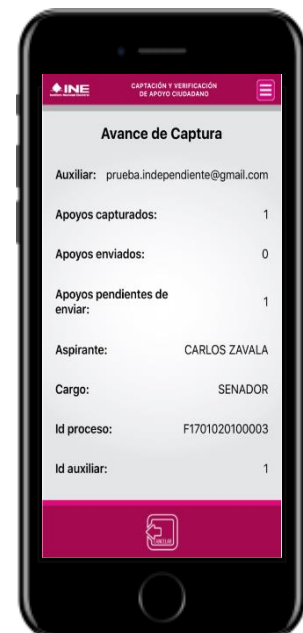 INE
CAPTACIÓN Y VERIFICACIÓN
DE APOYO CIUDADANO
Avance de Captura
Auxiliar: prueba.independiente@gmail.com
Apoyos capturados: 1
Apoyos enviados: 0
Apoyos pendientes de
enviar: 1
Aspirante: CARLOS ZAVALA
Cargo: SENADOR
Id proceso: F1701020100003
Id auxiliar: 1